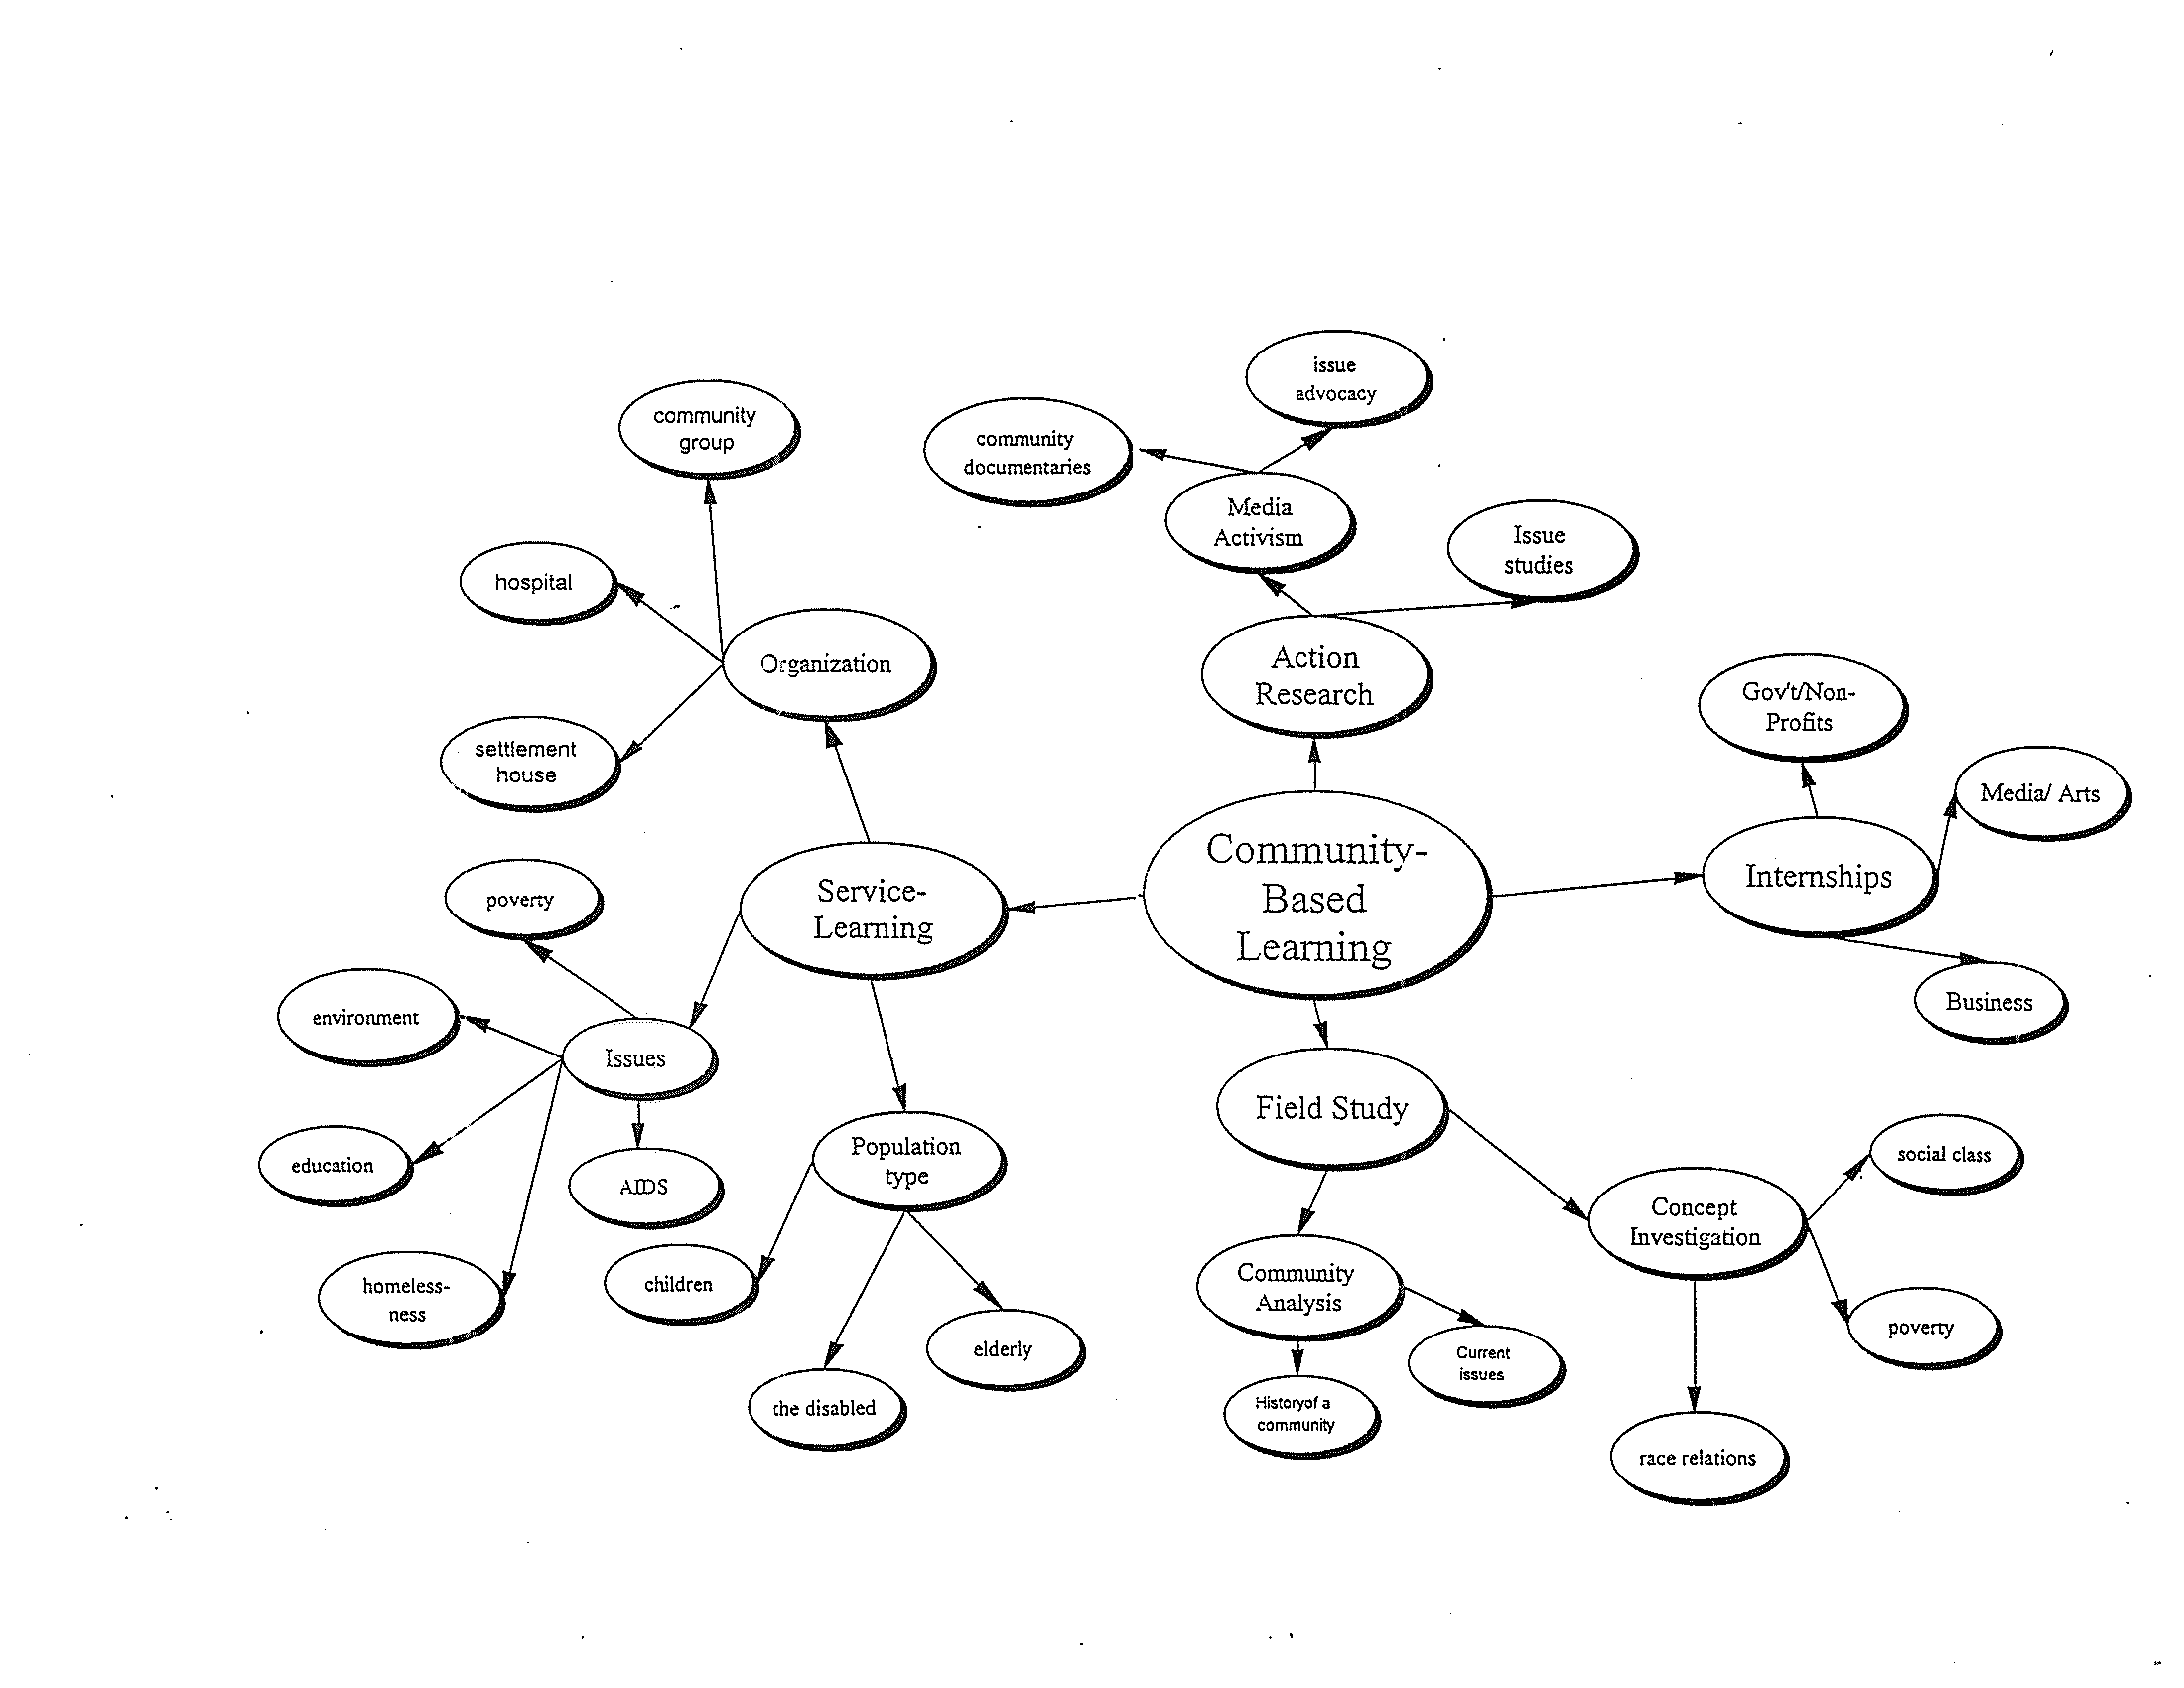 issue
advocacy
community
group
community
documentaries
Media
Activism
Issue
studies
hospital
Organization
Action
Research
Gov't/Non-
Profits
settlement
house
Media/ Arts
Community-
Based
Learning
Internships
Service-
Learning
poverty
environment
Issues
Business
Field Study
education
AIDS
Population
type
social class
Concept
Investigation
homeless-
ness
children
Community
Analysis
elderly
Current
issues
poverty
the disabled
Historyof a
community
race relations